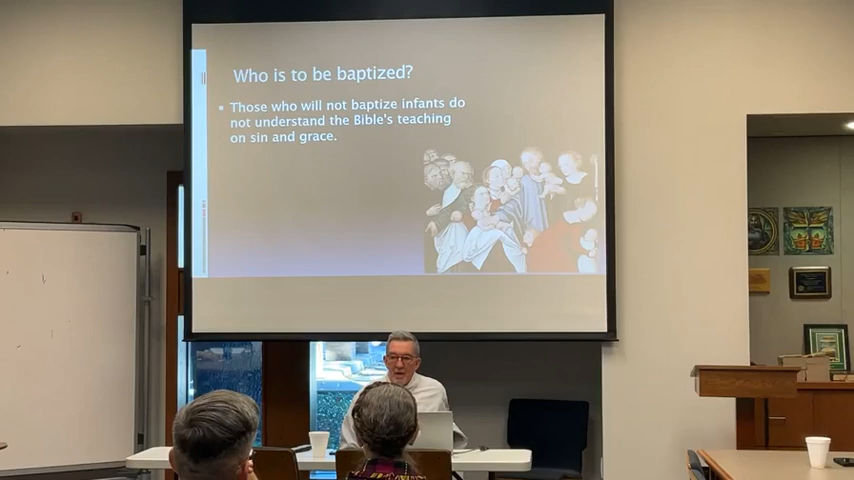 Who is to be baptized?
Those who will not baptize infants do
not understand the Bible's teaching
on sin and grace.